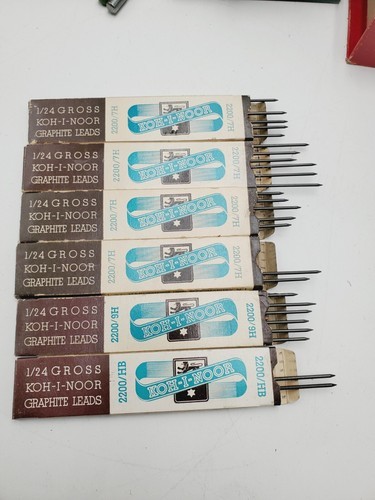 1/24 GROSS
KOH-I-NOOR
GRAPHITE LEADS
2200/7H
KOH-I-NOOR
2200/7H
1/24 GROSS
KOH-I-NOOR
GRAPHITE LEADS
2200/7H
KOH-I-NOOR
2200/7H
1/24 GROSS
KOH-I-NOOR
GRAPHITE LEADS
2200/7H
KOH-I-NOOR
2200/7H
1/24 GROSS
KOH-I-NOOR
GRAPHITE LEADS
2200/7H
KOH-I-NOOR
2200/7H
1/24 GROSS
KOH-I-NOOR
GRAPHITE LEADS
2200/9H
KOH-I-NOOR
2200/9H
1/24 GROSS
KOH-I-NOOR
GRAPHITE LEADS
2200/HB
KOH-I-NOOR
2200/HB